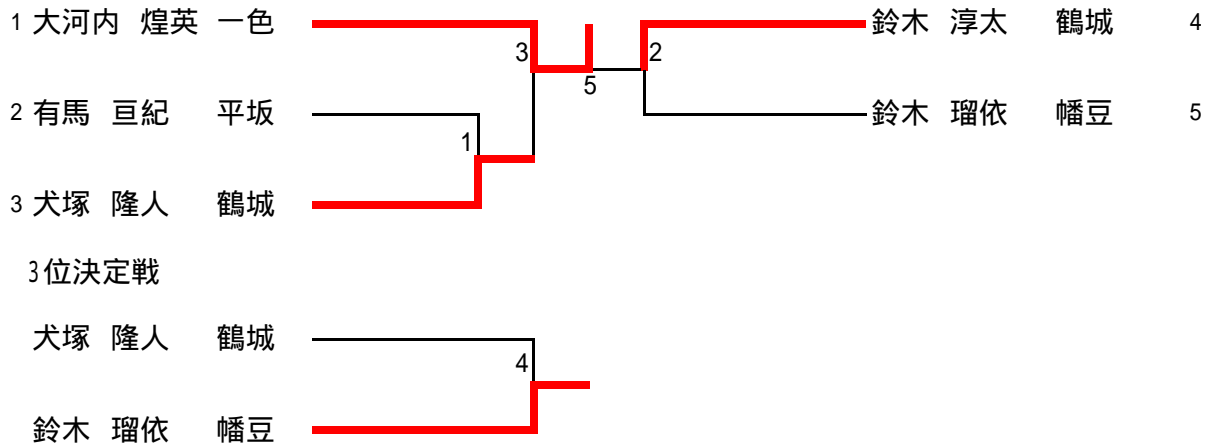 1 大河内 煌英 一色
鈴木 淳太 鶴城 4
3
2
5
2 有馬 亘紀 平坂
鈴木 瑠依 幡豆 5
1
3 犬塚 隆人 鶴城
3位決定戦
犬塚 隆人 鶴城
4
鈴木 瑠依 幡豆